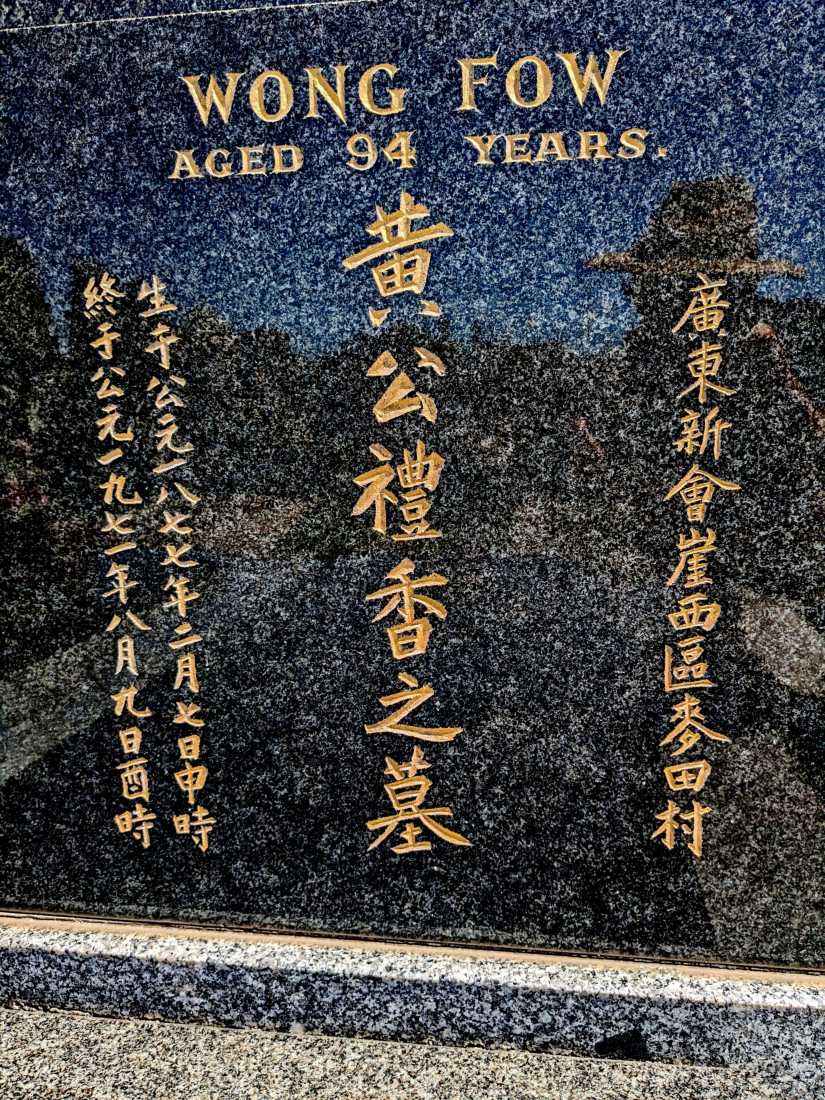 WONG FOW
AGED 94 YEARS.
廣東新會崖西區麥田村
黃公禮香之墓
生于公元一八七七年二月七日申時
終于公元一九七一年八月九日酉時